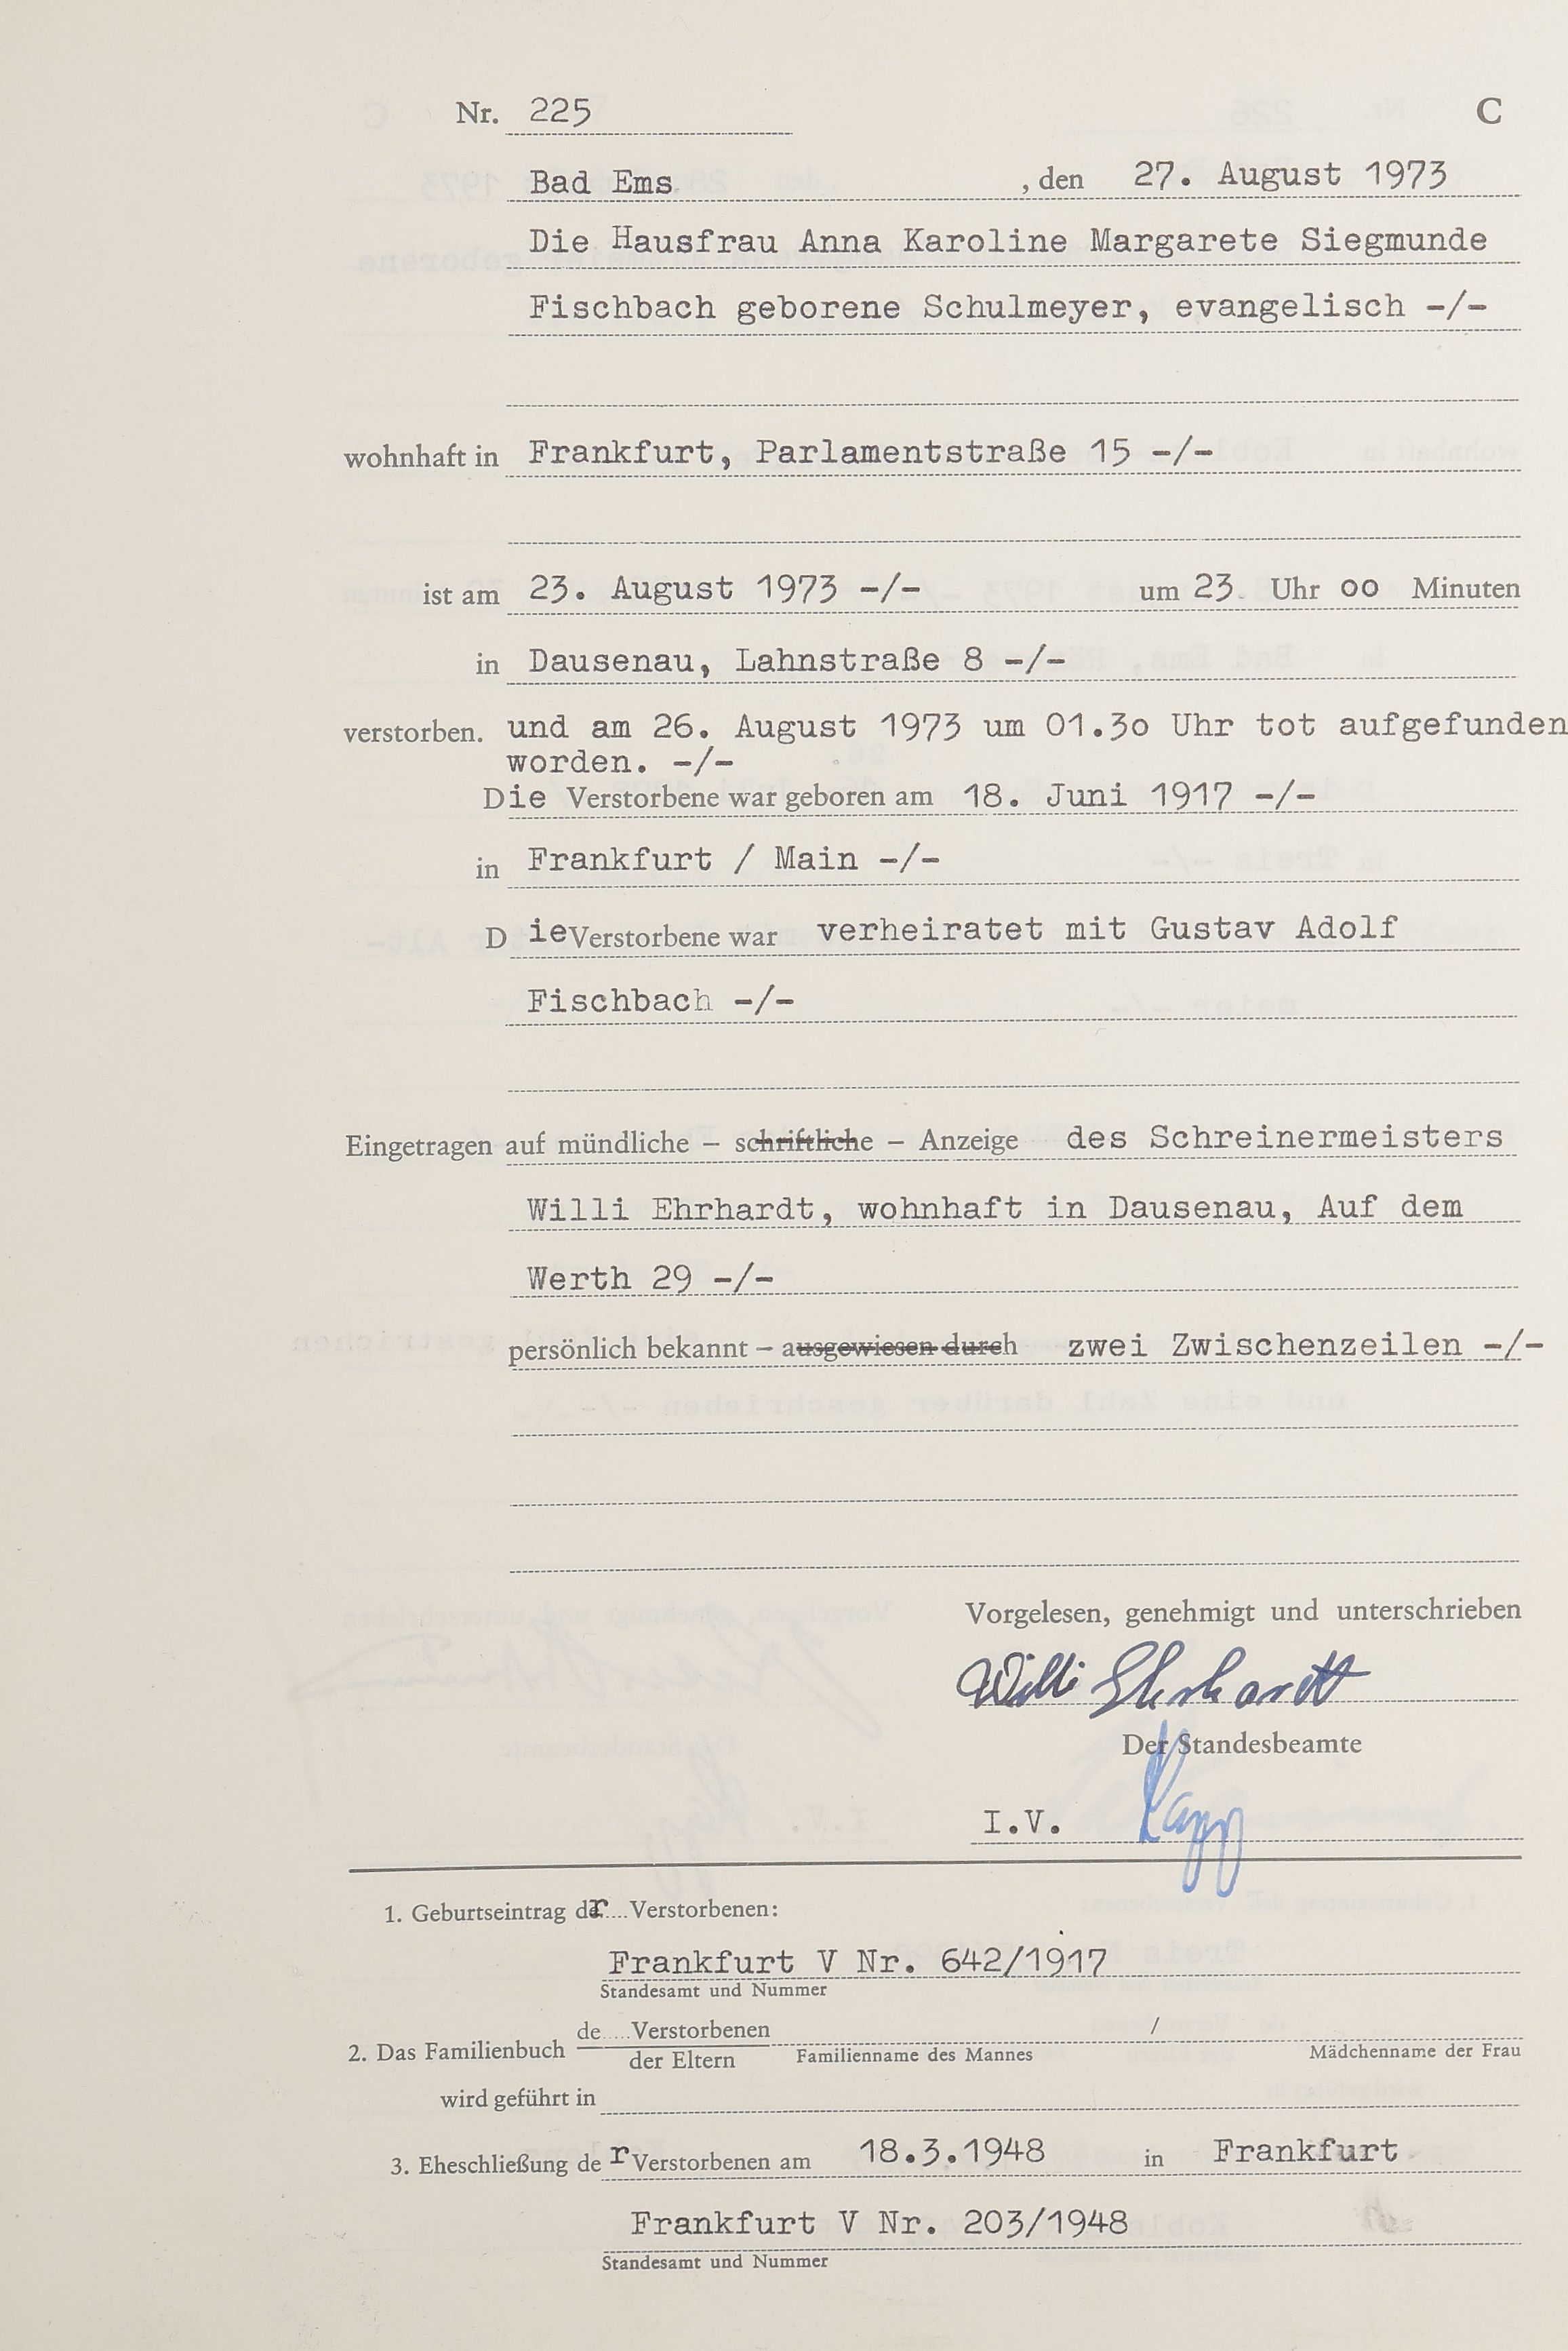 Nr. 225 C
Bad Ems , den 27. August 1973
Die Hausfrau Anna Karoline Margarete Siegmunde
Fischbach geborene Schulmeyer, evangelisch -/-
wohnhaft in Frankfurt, Parlamentstraße 15 -/-
ist am 23. August 1973 -/- um 23 Uhr oo Minuten
in Dausenau, Lahnstraße 8 -/-
verstorben. und am 26. August 1973 um 01.3o Uhr tot aufgefunden
worden. -/-
Die Verstorbene war geboren am 18. Juni 1917 -/-
in Frankfurt / Main -/-
Die Verstorbene war verheiratet mit Gustav Adolf
Fischbach -/-
Eingetragen auf mündliche – schriftliche – Anzeige des Schreinermeisters
Willi Ehrhardt, wohnhaft in Dausenau, Auf dem
Werth 29 -/-
persönlich bekannt – ausgewiesen durch zwei Zwischenzeilen -/-
Vorgelesen, genehmigt und unterschrieben
Willi Ehrhardt
Der Standesbeamte
I.V.
1. Geburtseintrag der Verstorbenen:
Frankfurt V Nr. 642/1917
Standesamt und Nummer
de....Verstorbenen /
2. Das Familienbuch
der Eltern Familienname des Mannes Mädchenname der Frau
wird geführt in
3. Eheschließung der Verstorbenen am 18.3.1948 in Frankfurt
Frankfurt V Nr. 203/1948
Standesamt und Nummer